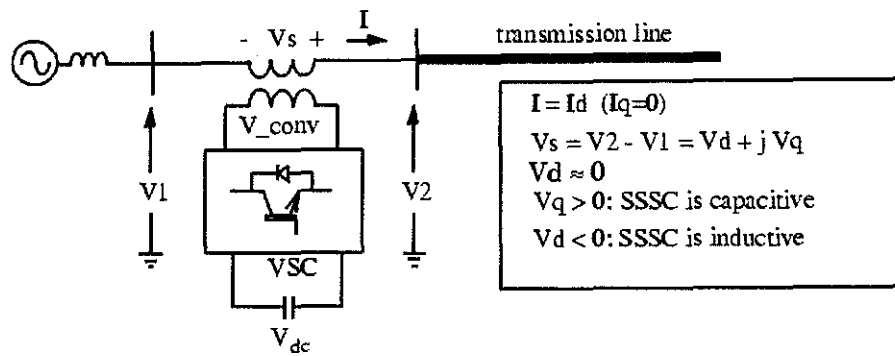 I
- Vs +
transmission line
V_conv
V1
V2
VSC
Vdc
I = Id (Iq=0)
Vs = V2 - V1 = Vd + j Vq
Vd ≈ 0
Vq > 0: SSSC is capacitive
Vd < 0: SSSC is inductive